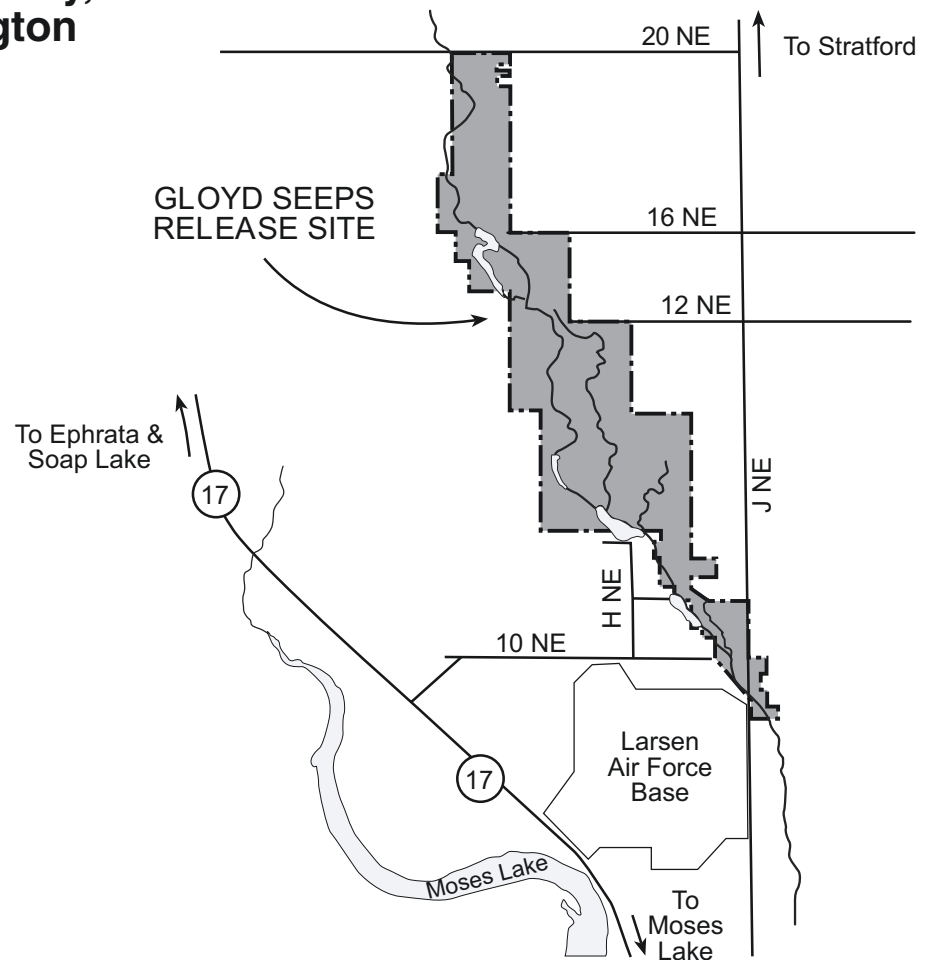 gton
20 NE
To Stratford
GLOYD SEEPS
RELEASE SITE
16 NE
12 NE
To Ephrata &
Soap Lake
17
J NE
H NE
10 NE
Larsen
Air Force
Base
17
Moses Lake
To
Moses
Lake